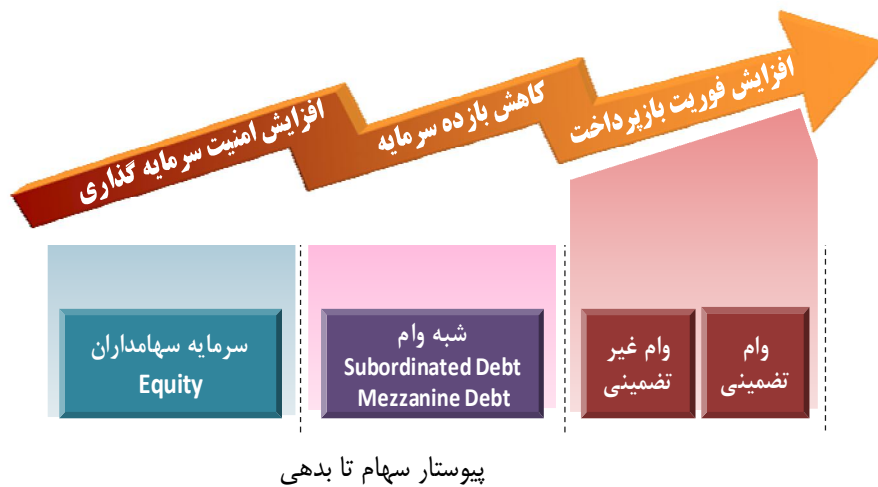 افزایش امنیت سرمایه گذاری
کاهش بازده سرمایه
افزایش فوریت بازپرداخت
سرمایه سهامداران
Equity
شبه وام
Subordinated Debt
Mezzanine Debt
وام غیر
تضمینی
وام
تضمینی
پیوستار سهام تا بدهی